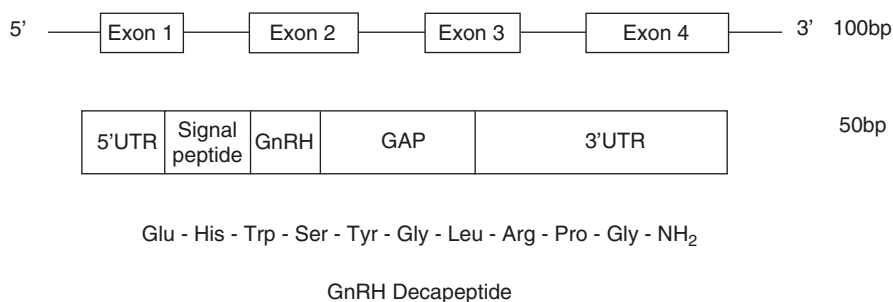 5’ Exon 1 Exon 2 Exon 3 Exon 4 3’ 100bp
5’UTR Signal peptide GnRH GAP 3’UTR 50bp
Glu - His - Trp - Ser - Tyr - Gly - Leu - Arg - Pro - Gly - NH₂
GnRH Decapeptide